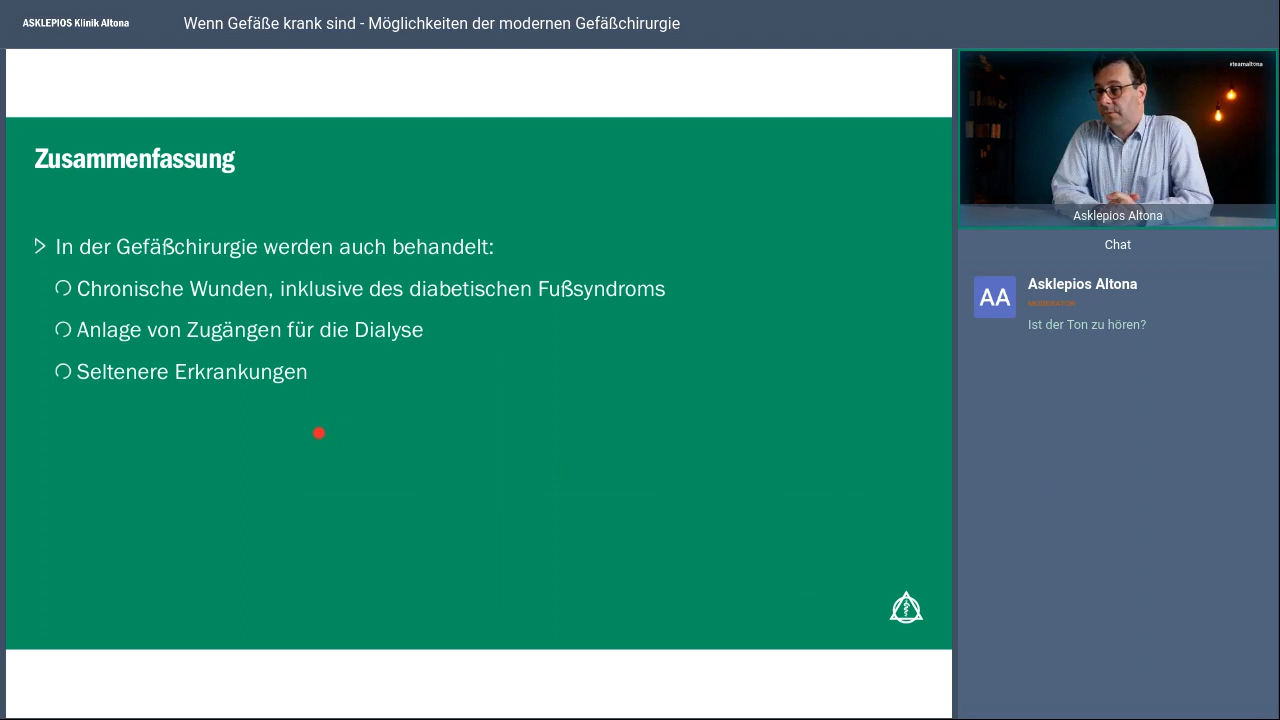 ASKLEPIOS Klinik Altona
Wenn Gefäße krank sind - Möglichkeiten der modernen Gefäßchirurgie
Zusammenfassung
In der Gefäßchirurgie werden auch behandelt:
Chronische Wunden, inklusive des diabetischen Fußsyndroms
Anlage von Zugängen für die Dialyse
Seltenere Erkrankungen
#teamaltona
Asklepios Altona
Chat
AA
Asklepios Altona
MODERATOR
Ist der Ton zu hören?